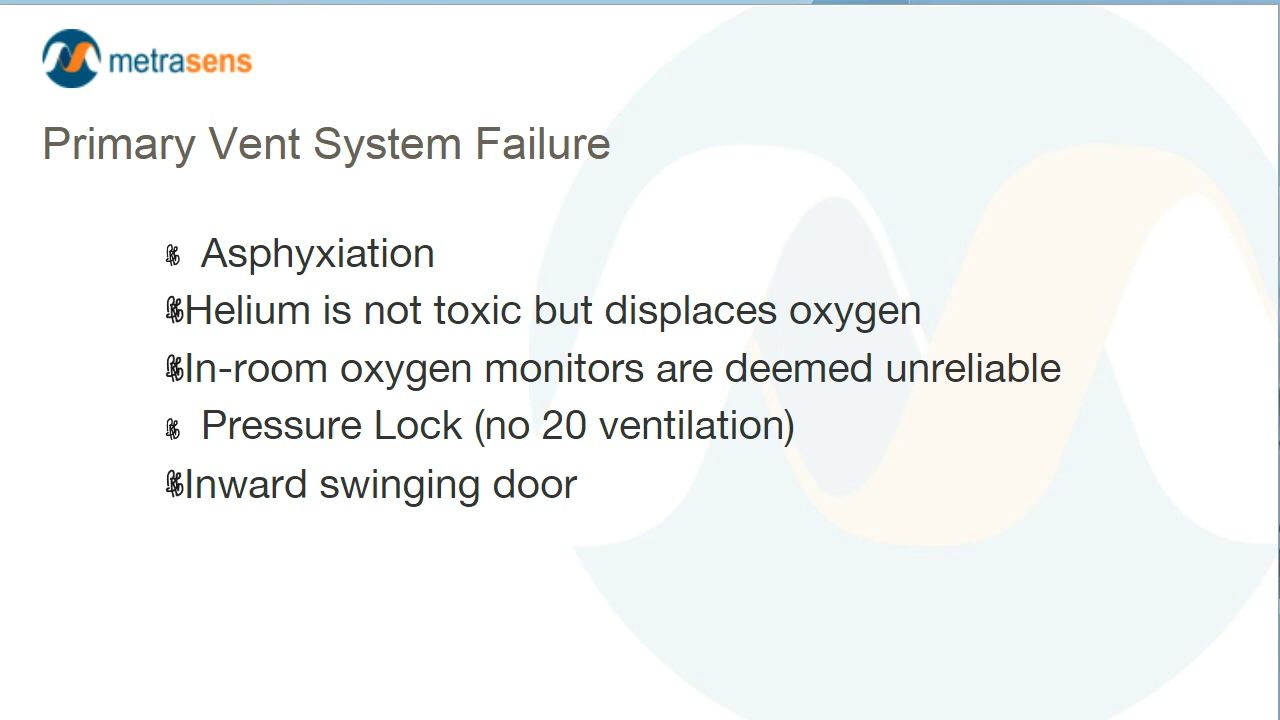 metrasens
Primary Vent System Failure
Asphyxiation
Helium is not toxic but displaces oxygen
In-room oxygen monitors are deemed unreliable
Pressure Lock (no 20 ventilation)
Inward swinging door